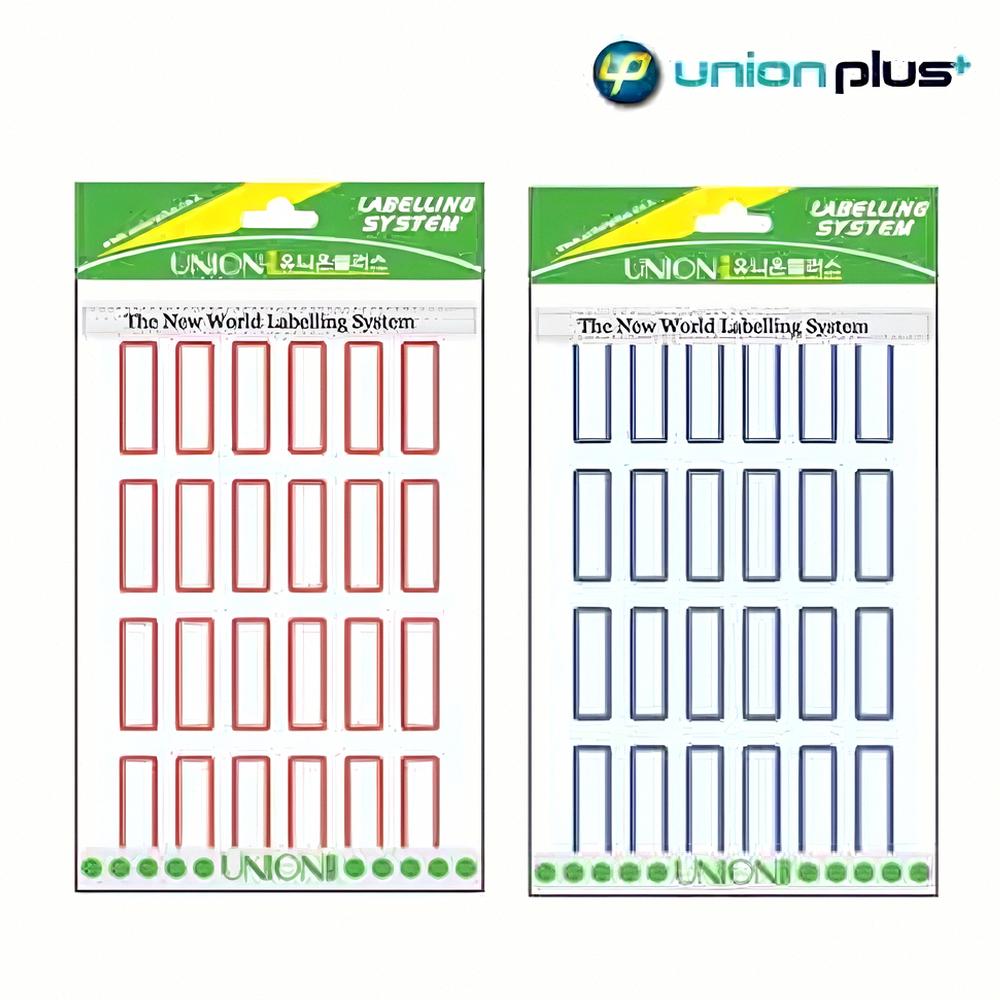 union plus+
LABELLING
SYSTEM
UNION 유니온플러스
The New World Labelling System
UNION
LABELLING
SYSTEM
UNION 유니온플러스
The New World Labelling System
UNION